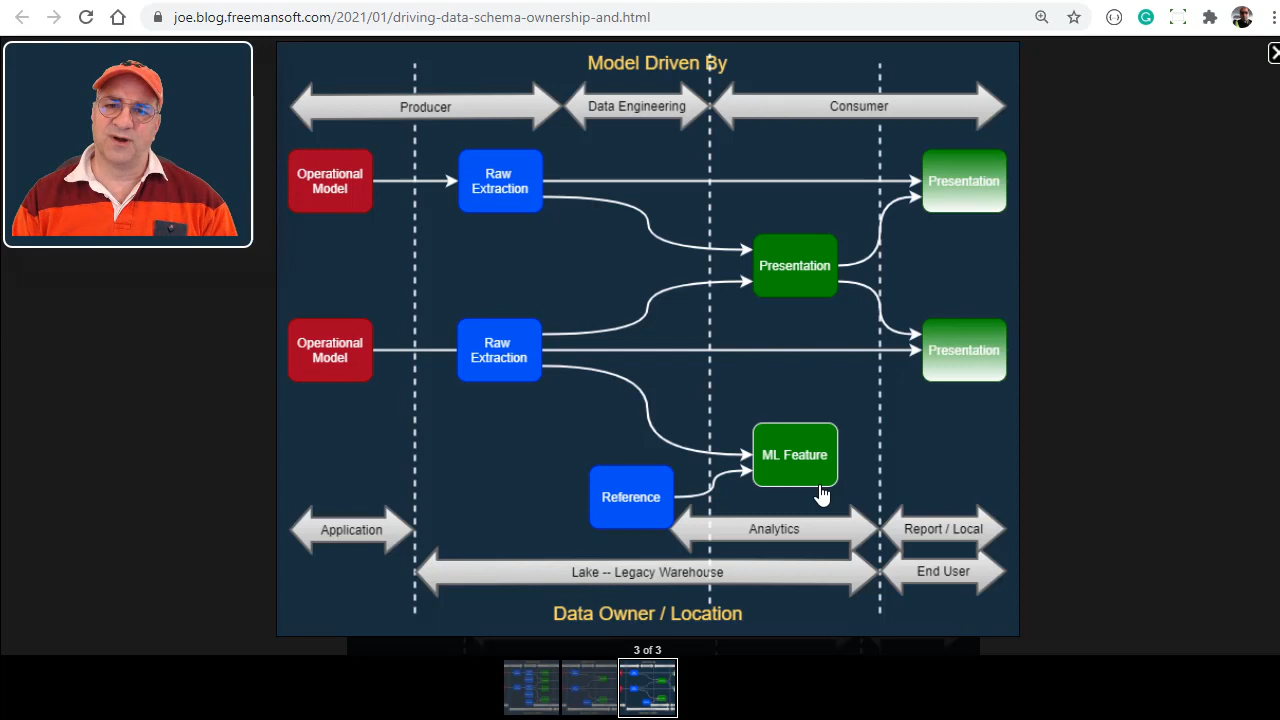 joe.blog.freemansoft.com/2021/01/driving-data-schema-ownership-and.html
Model Driven By
Producer
Data Engineering
Consumer
Operational
Model
Raw
Extraction
Presentation
Presentation
Operational
Model
Raw
Extraction
Presentation
ML Feature
Reference
Application
Analytics
Report / Local
Lake -- Legacy Warehouse
End User
Data Owner / Location
3 of 3